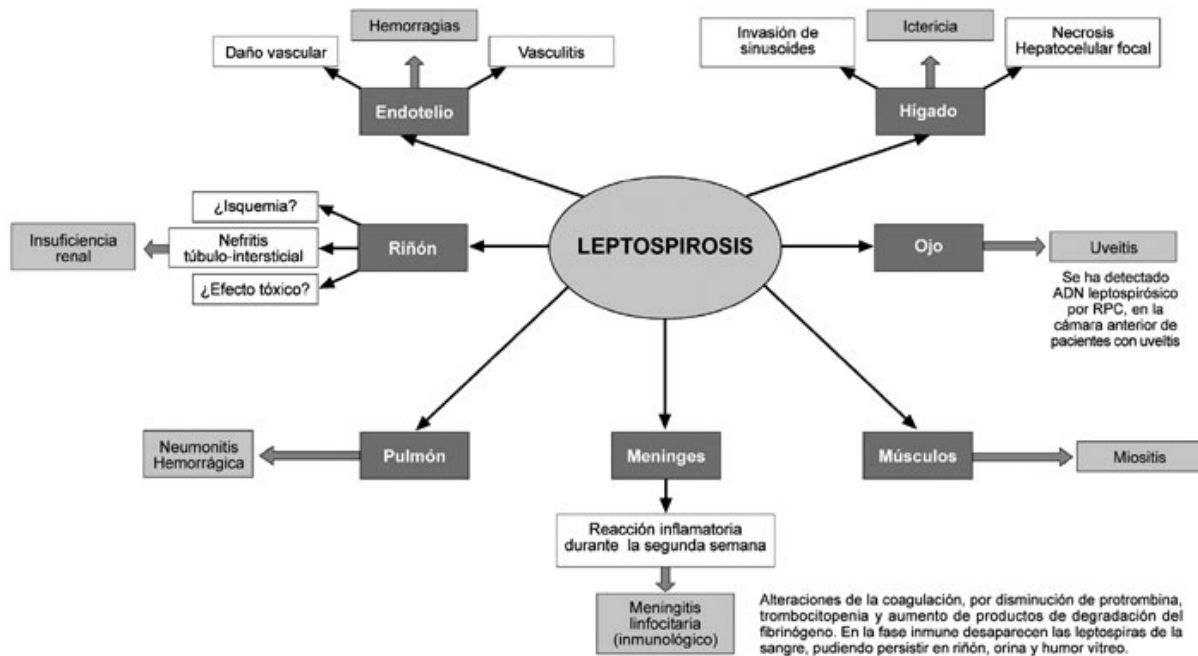 Hemorragias
Daño vascular
Vasculitis
Endotelio
Invasión de
sinusoides
Ictericia
Necrosis
Hepatocelular focal
Hígado
LEPTOSPIROSIS
¿Isquemia?
Insuficiencia
renal
Nefritis
túbulo-intersticial
Riñón
¿Efecto tóxico?
Ojo
Uveitis
Se ha detectado
ADN leptospirósico
por RPC, en la
cámara anterior de
pacientes con uveítis
Neumonitis
Hemorrágica
Pulmón
Meninges
Músculos
Miositis
Reacción inflamatoria
durante la segunda semana
Meningitis
linfocitaria
(inmunológico)
Alteraciones de la coagulación, por disminución de protrombina,
trombocitopenia y aumento de productos de degradación del
fibrinógeno. En la fase inmune desaparecen las leptospiras de la
sangre, pudiendo persistir en riñón, orina y humor vítreo.